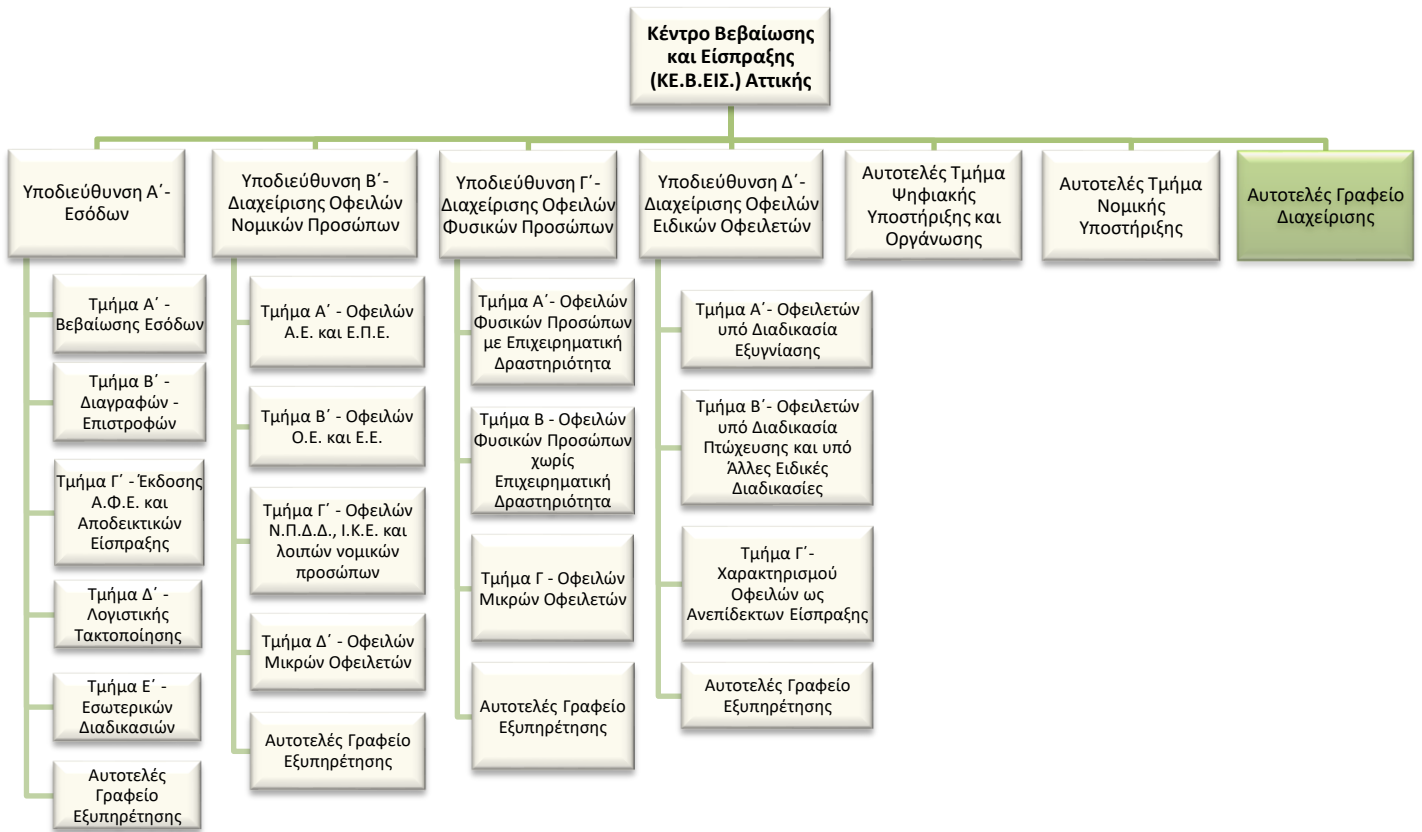 Κέντρο Βεβαίωσης
και Είσπραξης
(ΚΕ.Β.ΕΙΣ.) Αττικής
Υποδιεύθυνση Α΄-
Εσόδων
Τμήμα Α΄ -
Βεβαίωσης Εσόδων
Τμήμα Β΄ -
Διαγραφών -
Επιστροφών
Τμήμα Γ΄ - Έκδοσης
Α.Φ.Ε. και
Αποδεικτικών
Είσπραξης
Τμήμα Δ΄ -
Λογιστικής
Τακτοποίησης
Τμήμα Ε΄ -
Εσωτερικών
Διαδικασιών
Αυτοτελές
Γραφείο
Εξυπηρέτησης
Υποδιεύθυνση Β΄-
Διαχείρισης Οφειλών
Νομικών Προσώπων
Τμήμα Α΄ - Οφειλών
Α.Ε. και Ε.Π.Ε.
Τμήμα Β΄ - Οφειλών
Ο.Ε. και Ε.Ε.
Τμήμα Γ΄ - Οφειλών
Ν.Π.Δ.Δ., Ι.Κ.Ε. και
λοιπών νομικών
προσώπων
Τμήμα Δ΄ - Οφειλών
Μικρών Οφειλετών
Αυτοτελές Γραφείο
Εξυπηρέτησης
Υποδιεύθυνση Γ΄-
Διαχείρισης Οφειλών
Φυσικών Προσώπων
Τμήμα Α΄- Οφειλών
Φυσικών Προσώπων
με Επιχειρηματική
Δραστηριότητα
Τμήμα Β - Οφειλών
Φυσικών Προσώπων
χωρίς
Επιχειρηματική
Δραστηριότητα
Τμήμα Γ - Οφειλών
Μικρών Οφειλετών
Αυτοτελές Γραφείο
Εξυπηρέτησης
Υποδιεύθυνση Δ΄-
Διαχείρισης Οφειλών
Ειδικών Οφειλετών
Τμήμα Α΄- Οφειλετών
υπό Διαδικασία
Εξυγνίασης
Τμήμα Β΄- Οφειλετών
υπό Διαδικασία
Πτώχευσης και υπό
Άλλες Ειδικές
Διαδικασίες
Τμήμα Γ΄-
Χαρακτηρισμού
Οφειλών ως
Ανεπίδεκτων Είσπραξης
Αυτοτελές Γραφείο
Εξυπηρέτησης
Αυτοτελές Τμήμα
Ψηφιακής
Υποστήριξης και
Οργάνωσης
Αυτοτελές Τμήμα
Νομικής
Υποστήριξης
Αυτοτελές Γραφείο
Διαχείρισης